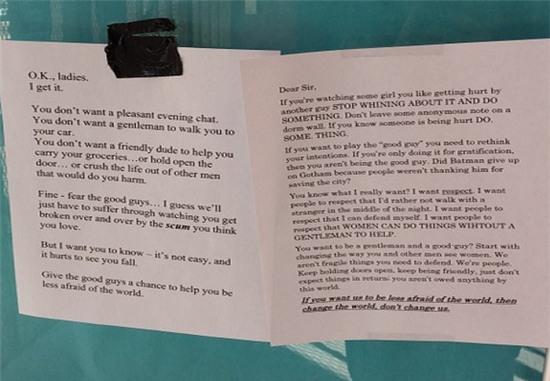 O.K., ladies.
I get it.
You don't want a pleasant evening chat.
You don't want a gentleman to walk you to
your car.
You don't want a friendly dude to help you
carry your groceries…or hold open the
door… or crush the life out of other men
that would do you harm.
Fine - fear the good guys… I guess we'll
just have to suffer through watching you get
broken over and over by the scum you think
you love.
But I want you to know – it's not easy, and
it hurts to see you fall.
Give the good guys a chance to help you be
less afraid of the world.
Dear Sir,
If you're watching some girl you like getting hurt by
another guy STOP WHINING ABOUT IT AND DO
SOMETHING. Don't leave some anonymous note on a
dorm wall. If you know someone is being hurt DO.
SOME. THING.
If you want to play the "good guy" you need to rethink
your intentions. If you're only doing it for gratification,
then you aren't being the good guy. Did Batman give up
on Gotham because people weren't thanking him for
saving the city?
You know what I really want? I want respect. I want
people to respect that I'd rather not walk with a
stranger in the middle of the night. I want people to
respect that I can defend myself. I want people to
respect that WOMEN CAN DO THINGS WIHTOUT A
GENTLEMAN TO HELP.
You want to be a gentleman and a good guy? Start with
changing the way you and other men see women. We
aren't fragile things you need to defend. We're people.
Keep holding doors open, keep being friendly, just don't
expect things in return: you aren't owed anything by
this world.
If you want us to be less afraid of the world, then
change the world, don't change us.